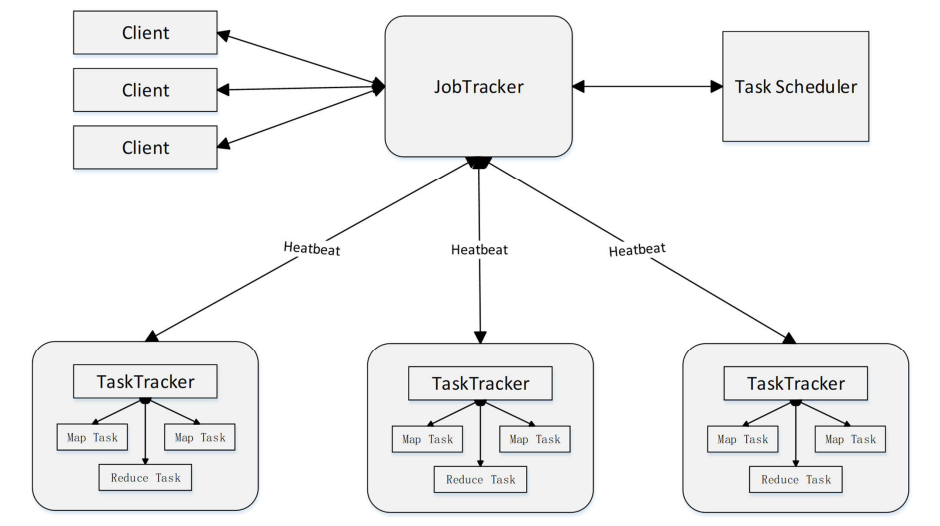 Client
Client
Client
JobTracker
Task Scheduler
Heatbeat
Heatbeat
Heatbeat
TaskTracker
Map Task
Map Task
Reduce Task
TaskTracker
Map Task
Map Task
Reduce Task
TaskTracker
Map Task
Map Task
Reduce Task